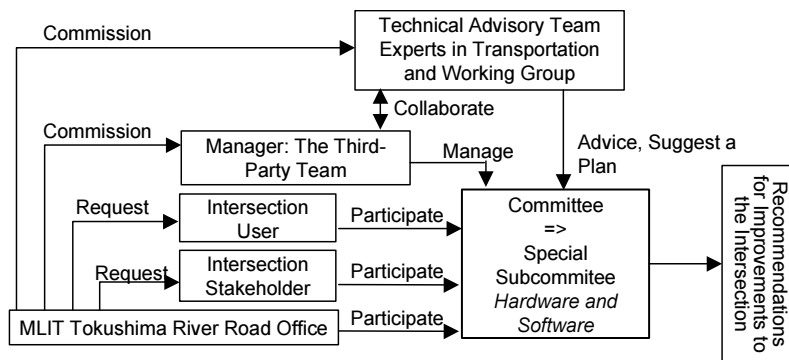 Commission
Technical Advisory Team
Experts in Transportation
and Working Group
Collaborate
Commission
Manager: The Third-
Party Team
Manage
Advice, Suggest a
Plan
Request
Intersection
User
Participate
Request
Intersection
Stakeholder
Participate
MLIT Tokushima River Road Office
Participate
Committee
=>
Special
Subcommitee
Hardware and
Software
Recommendations
for Improvements to
the Intersection